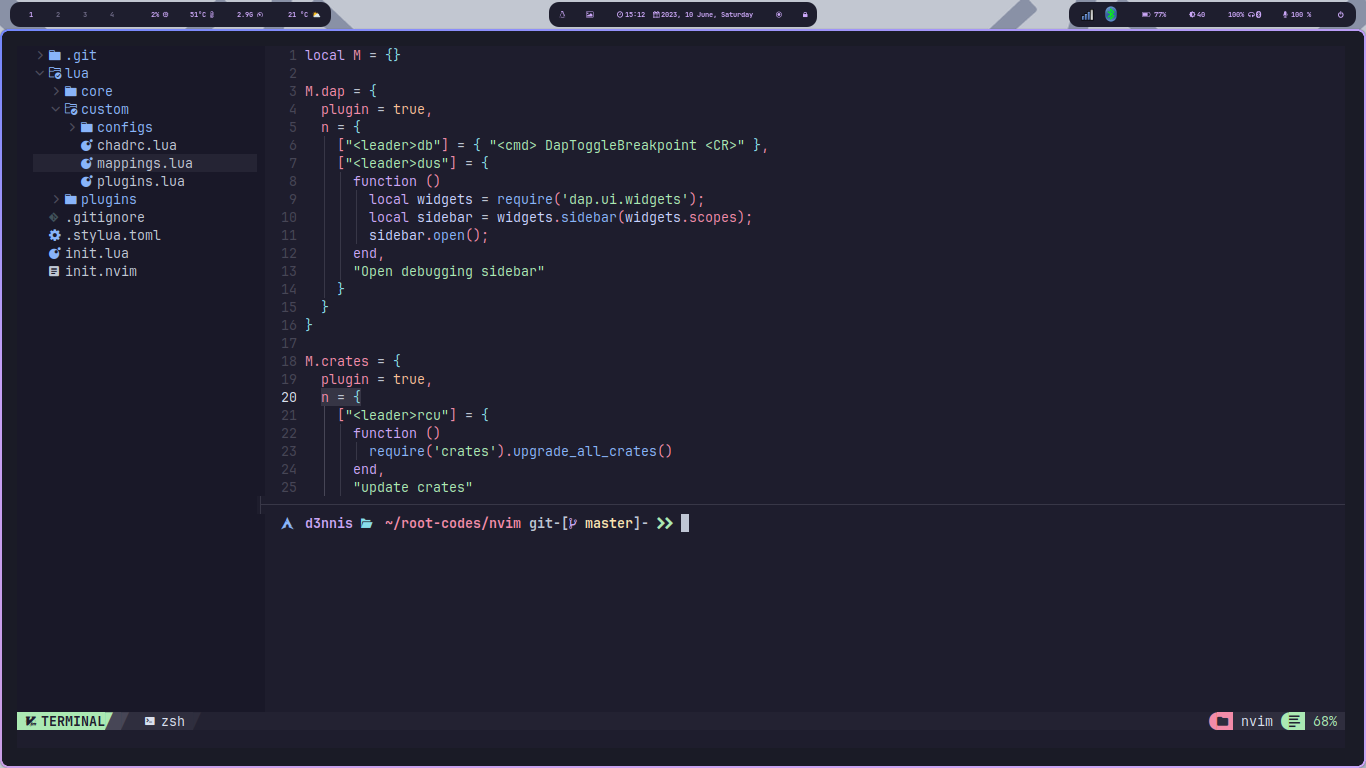 1 2 3 4 2% 51°C 2.9G 21 °C
15:12 2023, 10 June, Saturday
77% 40 100% 100 %
.git
lua
core
custom
configs
chadrc.lua
mappings.lua
plugins.lua
plugins
.gitignore
.stylua.toml
init.lua
init.nvim
1 local M = {}
2
3 M.dap = {
4 plugin = true,
5 n = {
6 ["<leader>db"] = { "<cmd> DapToggleBreakpoint <CR>" },
7 ["<leader>dus"] = {
8 function ()
9 local widgets = require('dap.ui.widgets');
10 local sidebar = widgets.sidebar(widgets.scopes);
11 sidebar.open();
12 end,
13 "Open debugging sidebar"
14 }
15 }
16 }
17
18 M.crates = {
19 plugin = true,
20 n = {
21 ["<leader>rcu"] = {
22 function ()
23 require('crates').upgrade_all_crates()
24 end,
25 "update crates"
d3nnis ~/root-codes/nvim git-[ master]-
TERMINAL zsh nvim 68%